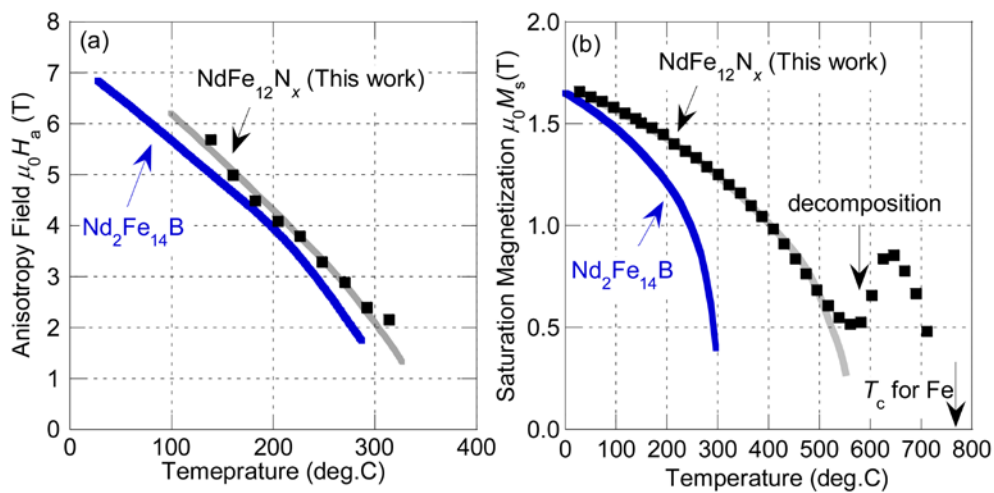 (a)
NdFe12Nx (This work)
Nd2Fe14B
Anisotropy Field μ0Ha (T)
8
7
6
5
4
3
2
1
0
0 100 200 300 400
Temeprature (deg.C)
(b)
NdFe12Nx (This work)
Nd2Fe14B
decomposition
Tc for Fe
Saturation Magnetization μ0Ms(T)
2.0
1.5
1.0
0.5
0.0
0 100 200 300 400 500 600 700 800
Temperature (deg.C)